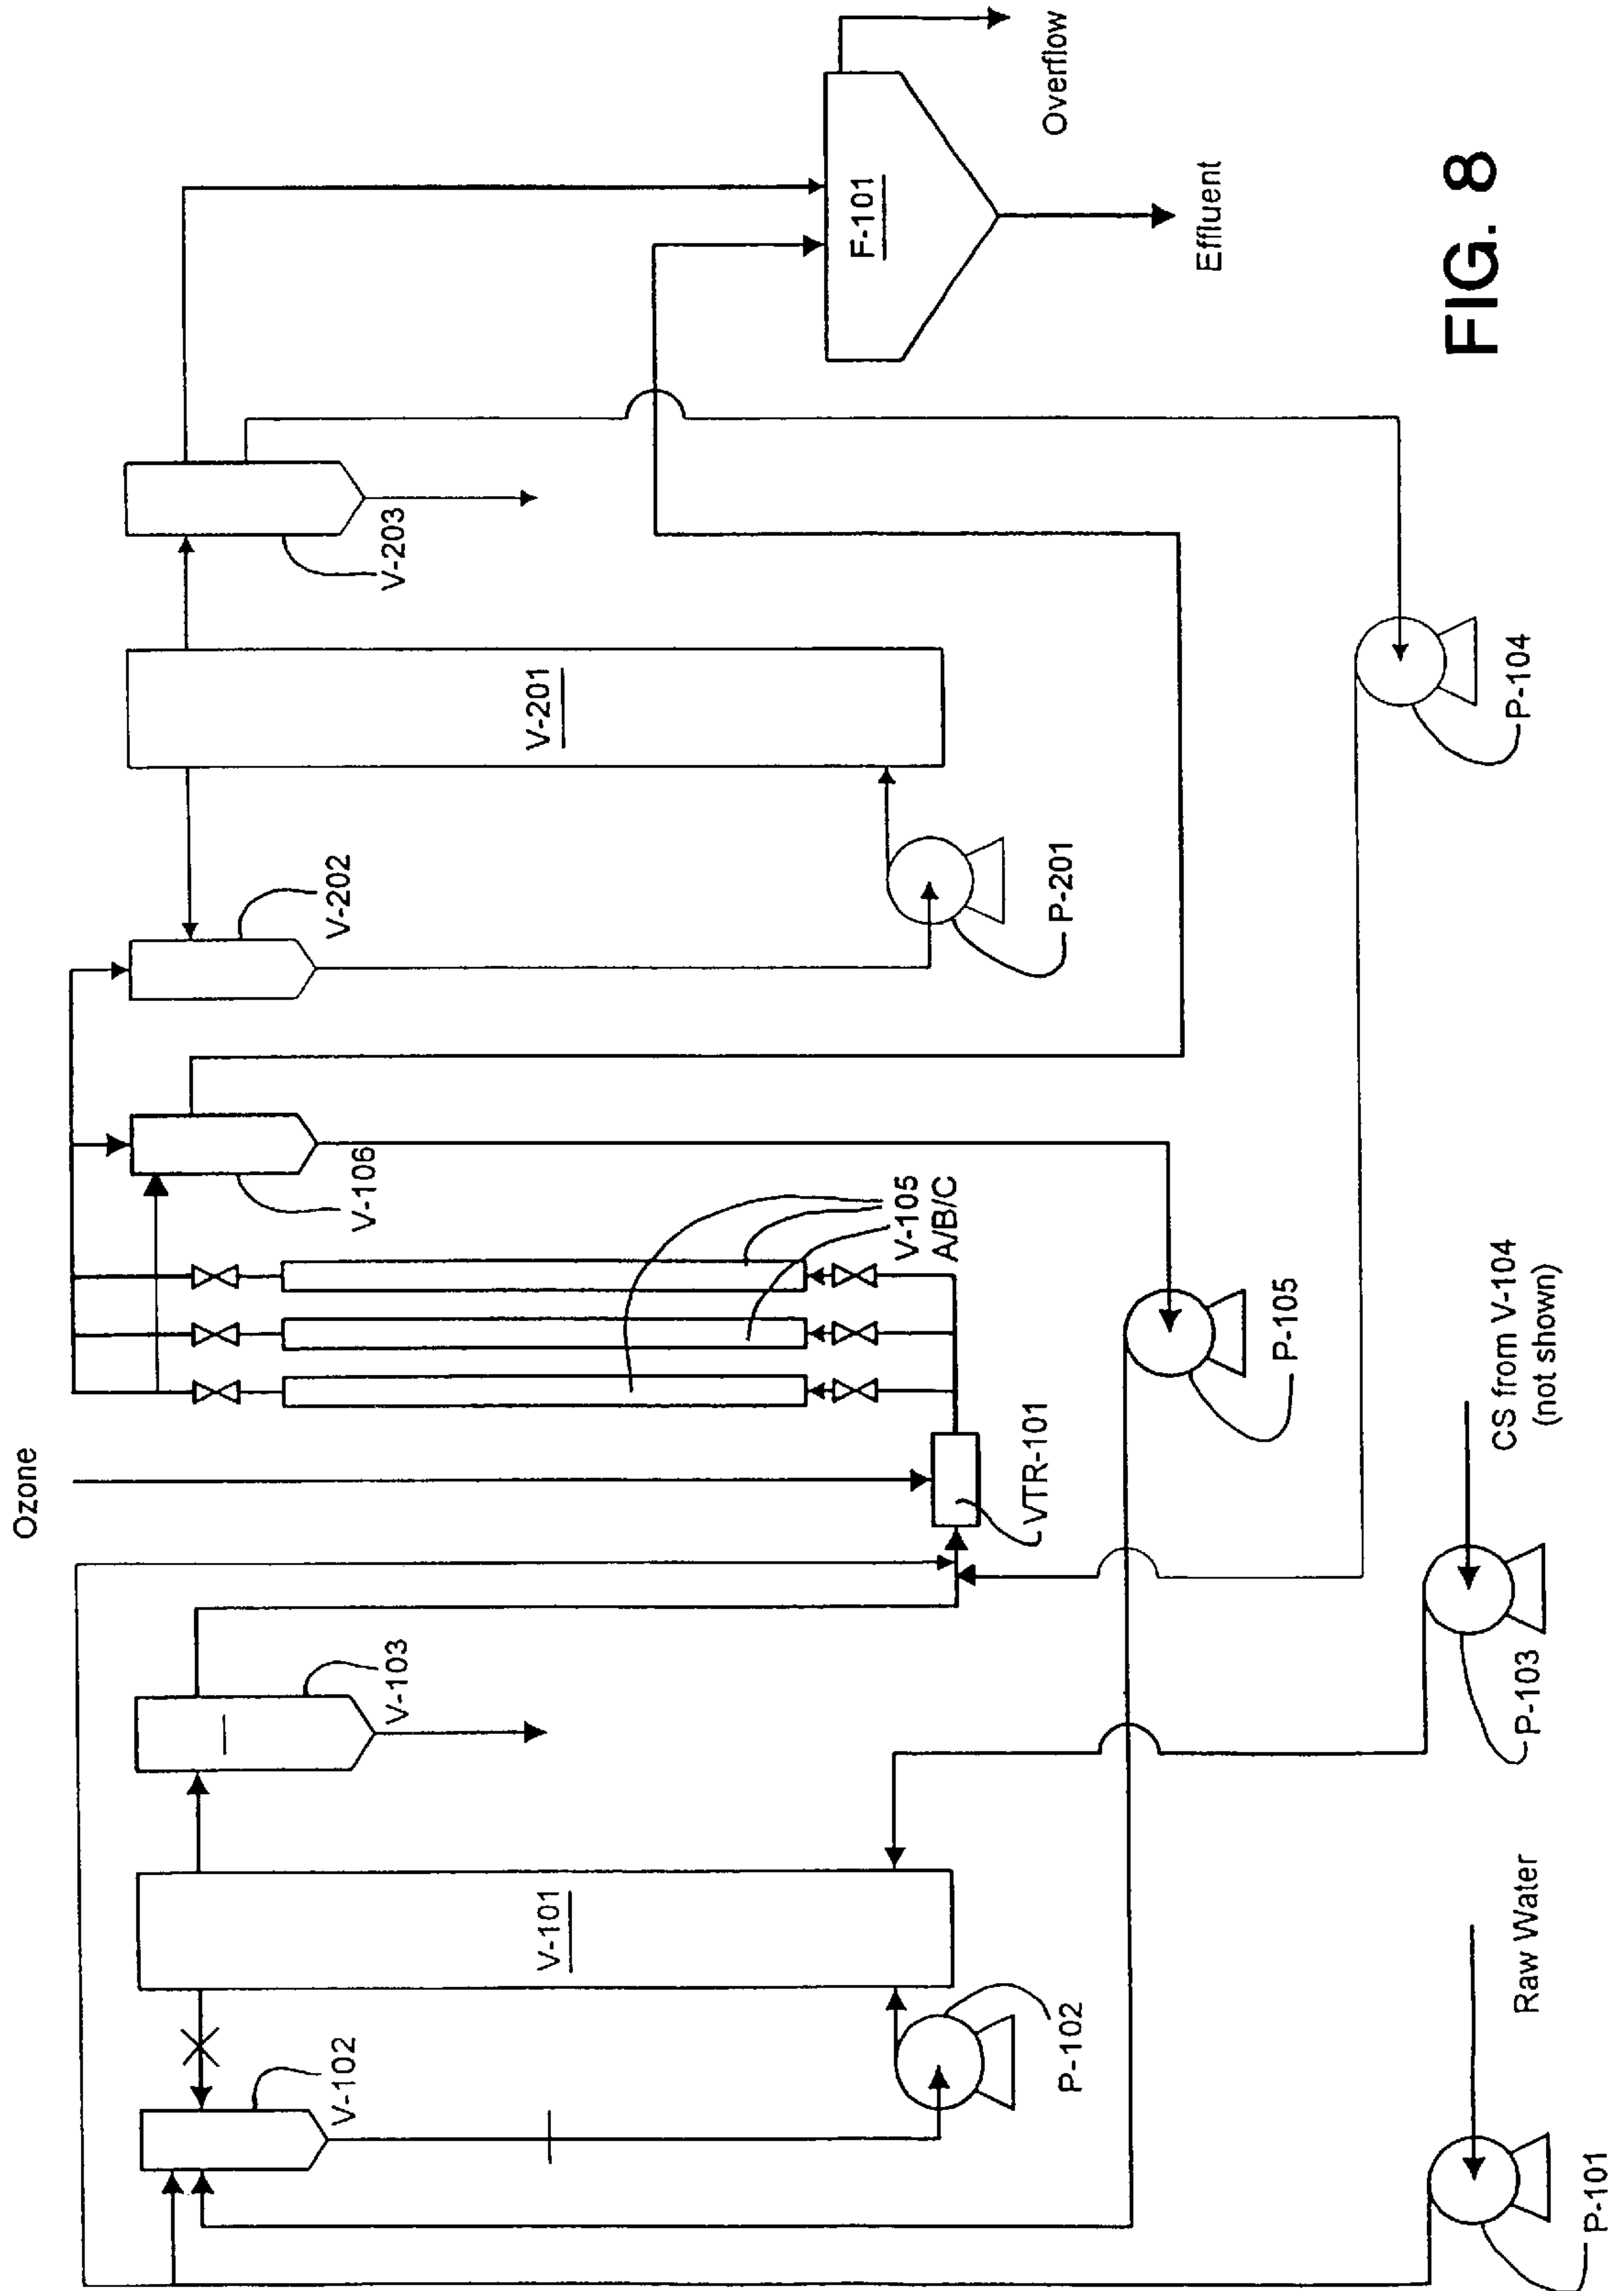 Ozone
V-102
V-101
V-103
V-106
V-202
V-201
V-203
F-101
Overflow
Effluent
V-105
A/B/C
VTR-101
P-102
P-105
P-201
P-104
P-101
Raw Water
P-103
CS from V-104
(not shown)
FIG. 8